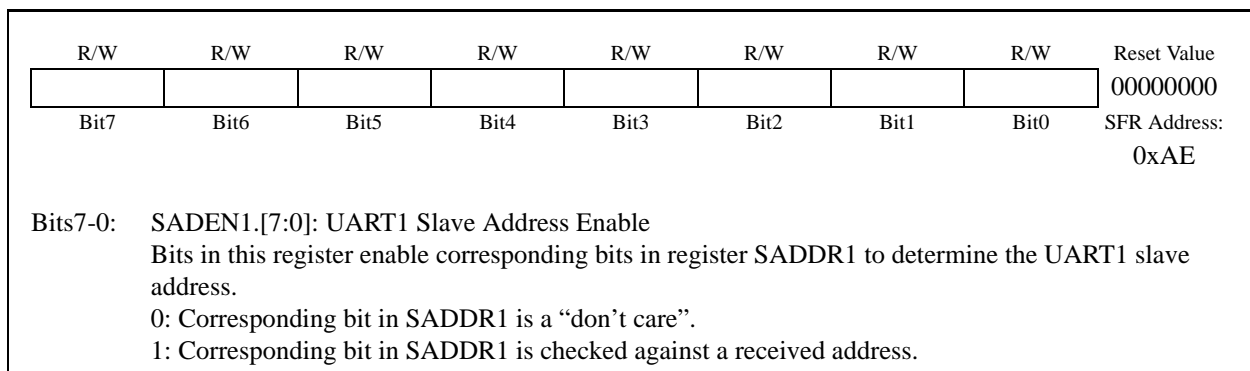 R/W R/W R/W R/W R/W R/W R/W R/W Reset Value
00000000
Bit7 Bit6 Bit5 Bit4 Bit3 Bit2 Bit1 Bit0 SFR Address:
0xAE
Bits7-0: SADEN1.[7:0]: UART1 Slave Address Enable
Bits in this register enable corresponding bits in register SADDR1 to determine the UART1 slave
address.
0: Corresponding bit in SADDR1 is a “don’t care”.
1: Corresponding bit in SADDR1 is checked against a received address.